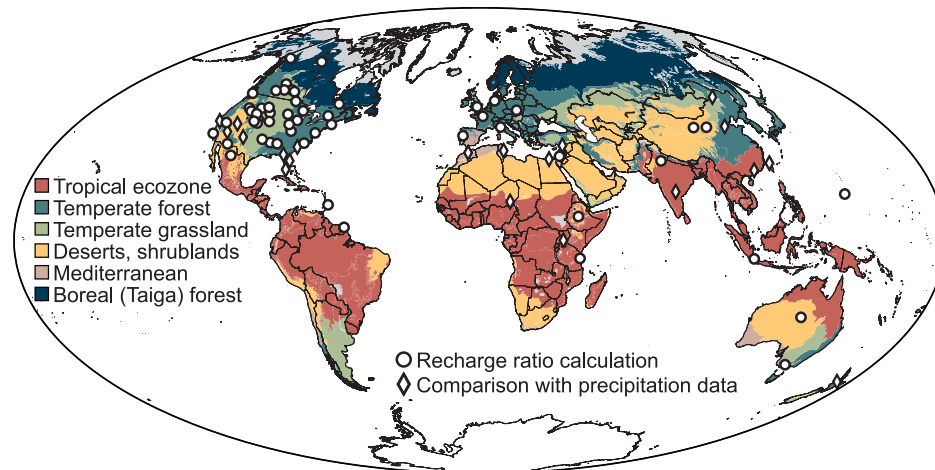 Tropical ecozone
Temperate forest
Temperate grassland
Deserts, shrublands
Mediterranean
Boreal (Taiga) forest
Recharge ratio calculation
Comparison with precipitation data